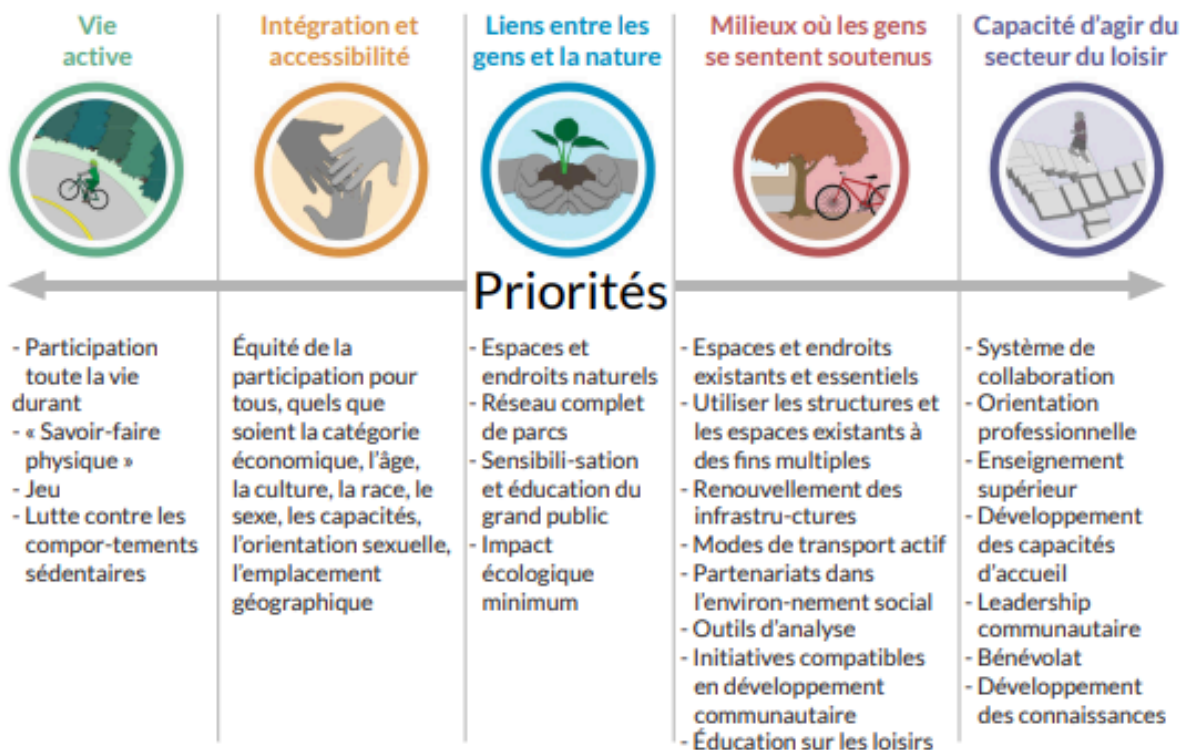 Vie
active
Intégration et
accessibilité
Liens entre les
gens et la nature
Milieux où les gens
se sentent soutenus
Capacité d'agir du
secteur du loisir
Priorités
- Participation
toute la vie
durant
- « Savoir-faire
physique »
- Jeu
- Lutte contre les
compor-tements
sédentaires
Équité de la
participation pour
tous, quels que
soient la catégorie
économique, l'âge,
la culture, la race, le
sexe, les capacités,
l'orientation sexuelle,
l'emplacement
géographique
- Espaces et
endroits naturels
- Réseau complet
de parcs
- Sensibili-sation
et éducation du
grand public
- Impact
écologique
minimum
- Espaces et endroits
existants et essentiels
- Utiliser les structures et
les espaces existants à
des fins multiples
- Renouvellement des
infrastru-ctures
- Modes de transport actif
- Partenariats dans
l'environ-nement social
- Outils d'analyse
- Initiatives compatibles
en développement
communautaire
- Éducation sur les loisirs
- Système de
collaboration
- Orientation
professionnelle
- Enseignement
supérieur
- Développement
des capacités
d'accueil
- Leadership
communautaire
- Bénévolat
- Développement
des connaissances